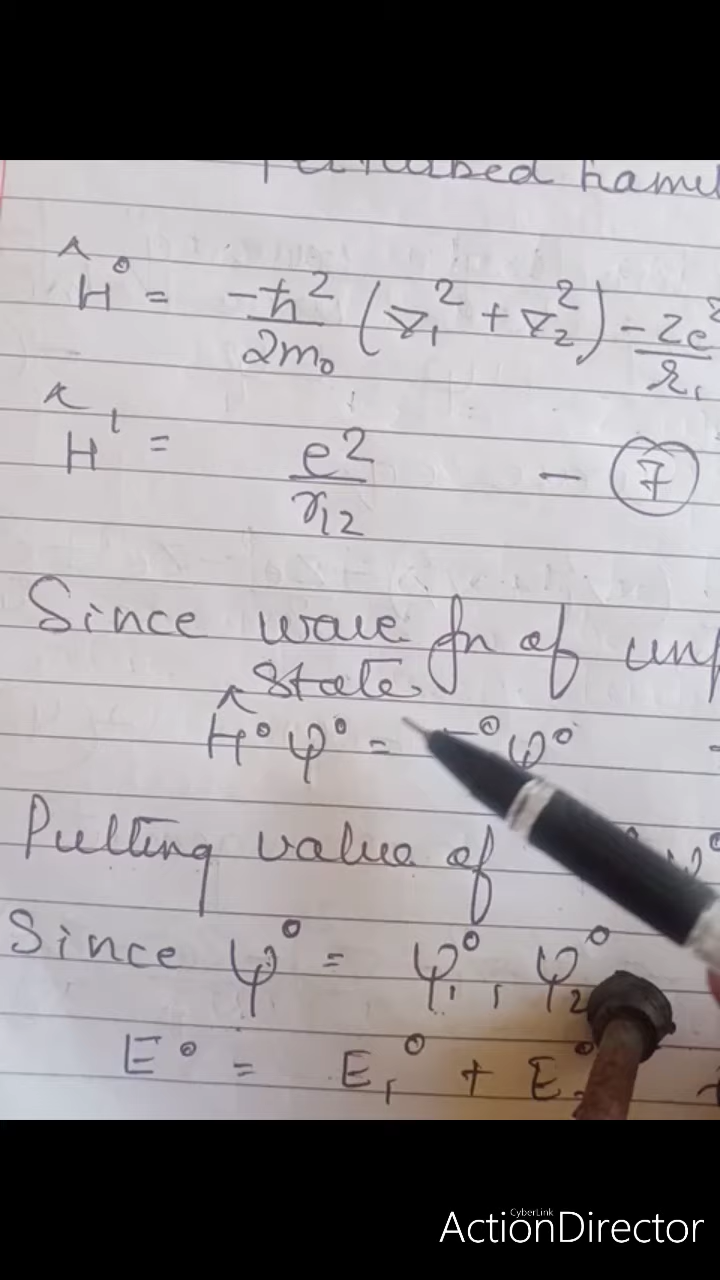 Ĥ° = -ħ²/2m₀ (∇₁² + ∇₂²) - Ze²/r₁
Ĥ' = e²/r₁₂ - ⑦
Since wave fn of
state
Ĥ°ψ° = ° ψ°
Putting value of ψ°
Since ψ° = ψ₁°, ψ₂°
E° = E₁° + E₂°
CyberLink
ActionDirector